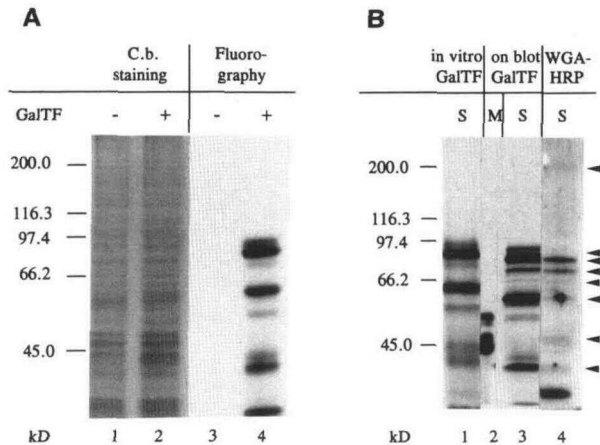 A
C.b. staining
Fluoro-graphy
GalTF - + - +
200.0
116.3
97.4
66.2
45.0
kD 1 2 3 4
B
in vitro GalTF
on blot GalTF
WGA-HRP
S M S S
200.0
116.3
97.4
66.2
45.0
kD 1 2 3 4